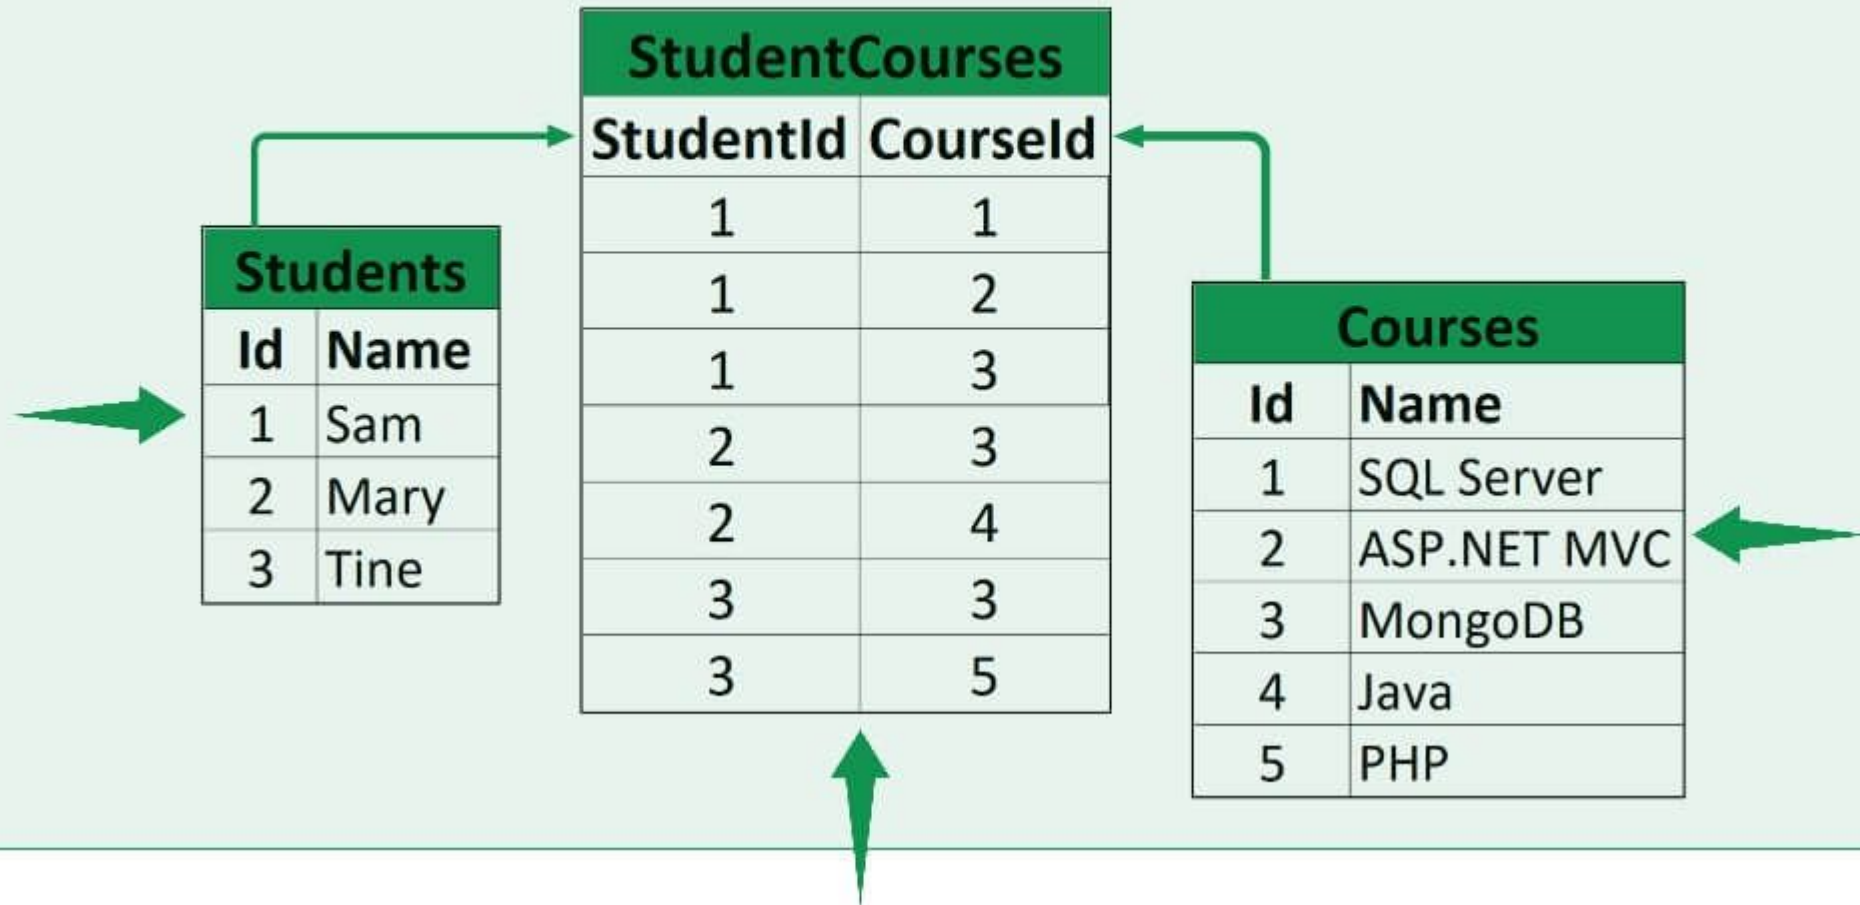 StudentCourses
StudentId CourseId
1 1
1 2
1 3
2 3
2 4
3 3
3 5
Students
Id Name
1 Sam
2 Mary
3 Tine
Courses
Id Name
1 SQL Server
2 ASP.NET MVC
3 MongoDB
4 Java
5 PHP